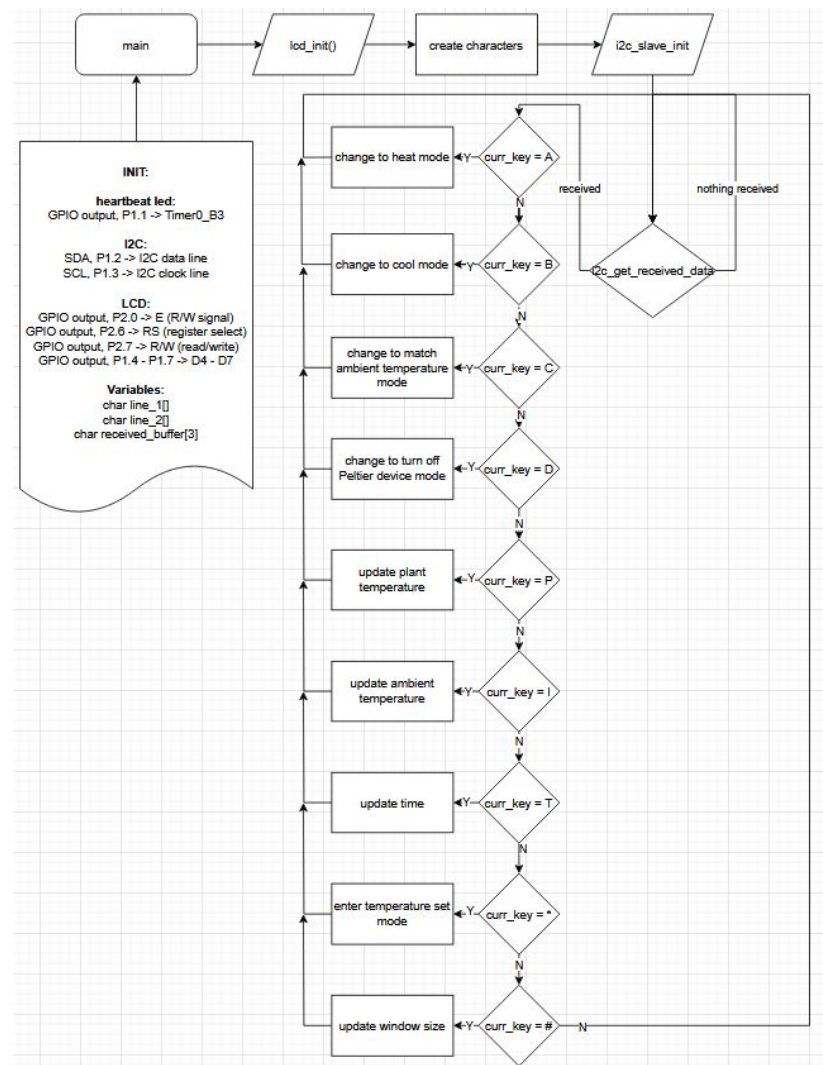 main
lcd_init()
create characters
i2c_slave_init
INIT:
heartbeat led:
GPIO output, P1.1 -> Timer0_B3
I2C:
SDA, P1.2 -> I2C data line
SCL, P1.3 -> I2C clock line
LCD:
GPIO output, P2.0 -> E (R/W signal)
GPIO output, P2.6 -> RS (register select)
GPIO output, P2.7 -> R/W (read/write)
GPIO output, P1.4 - P1.7 -> D4 - D7
Variables:
char line_1[]
char line_2[]
char received_buffer[3]
change to heat mode
Y
curr_key = A
received
nothing received
N
i2c_get_received_data
change to cool mode
Y
curr_key = B
N
change to match
ambient temperature
mode
Y
curr_key = C
N
change to turn off
Peltier device mode
Y
curr_key = D
N
update plant
temperature
Y
curr_key = P
N
update ambient
temperature
Y
curr_key = I
N
update time
Y
curr_key = T
N
enter temperature set
mode
Y
curr_key = *
N
update window size
Y
curr_key = #
N